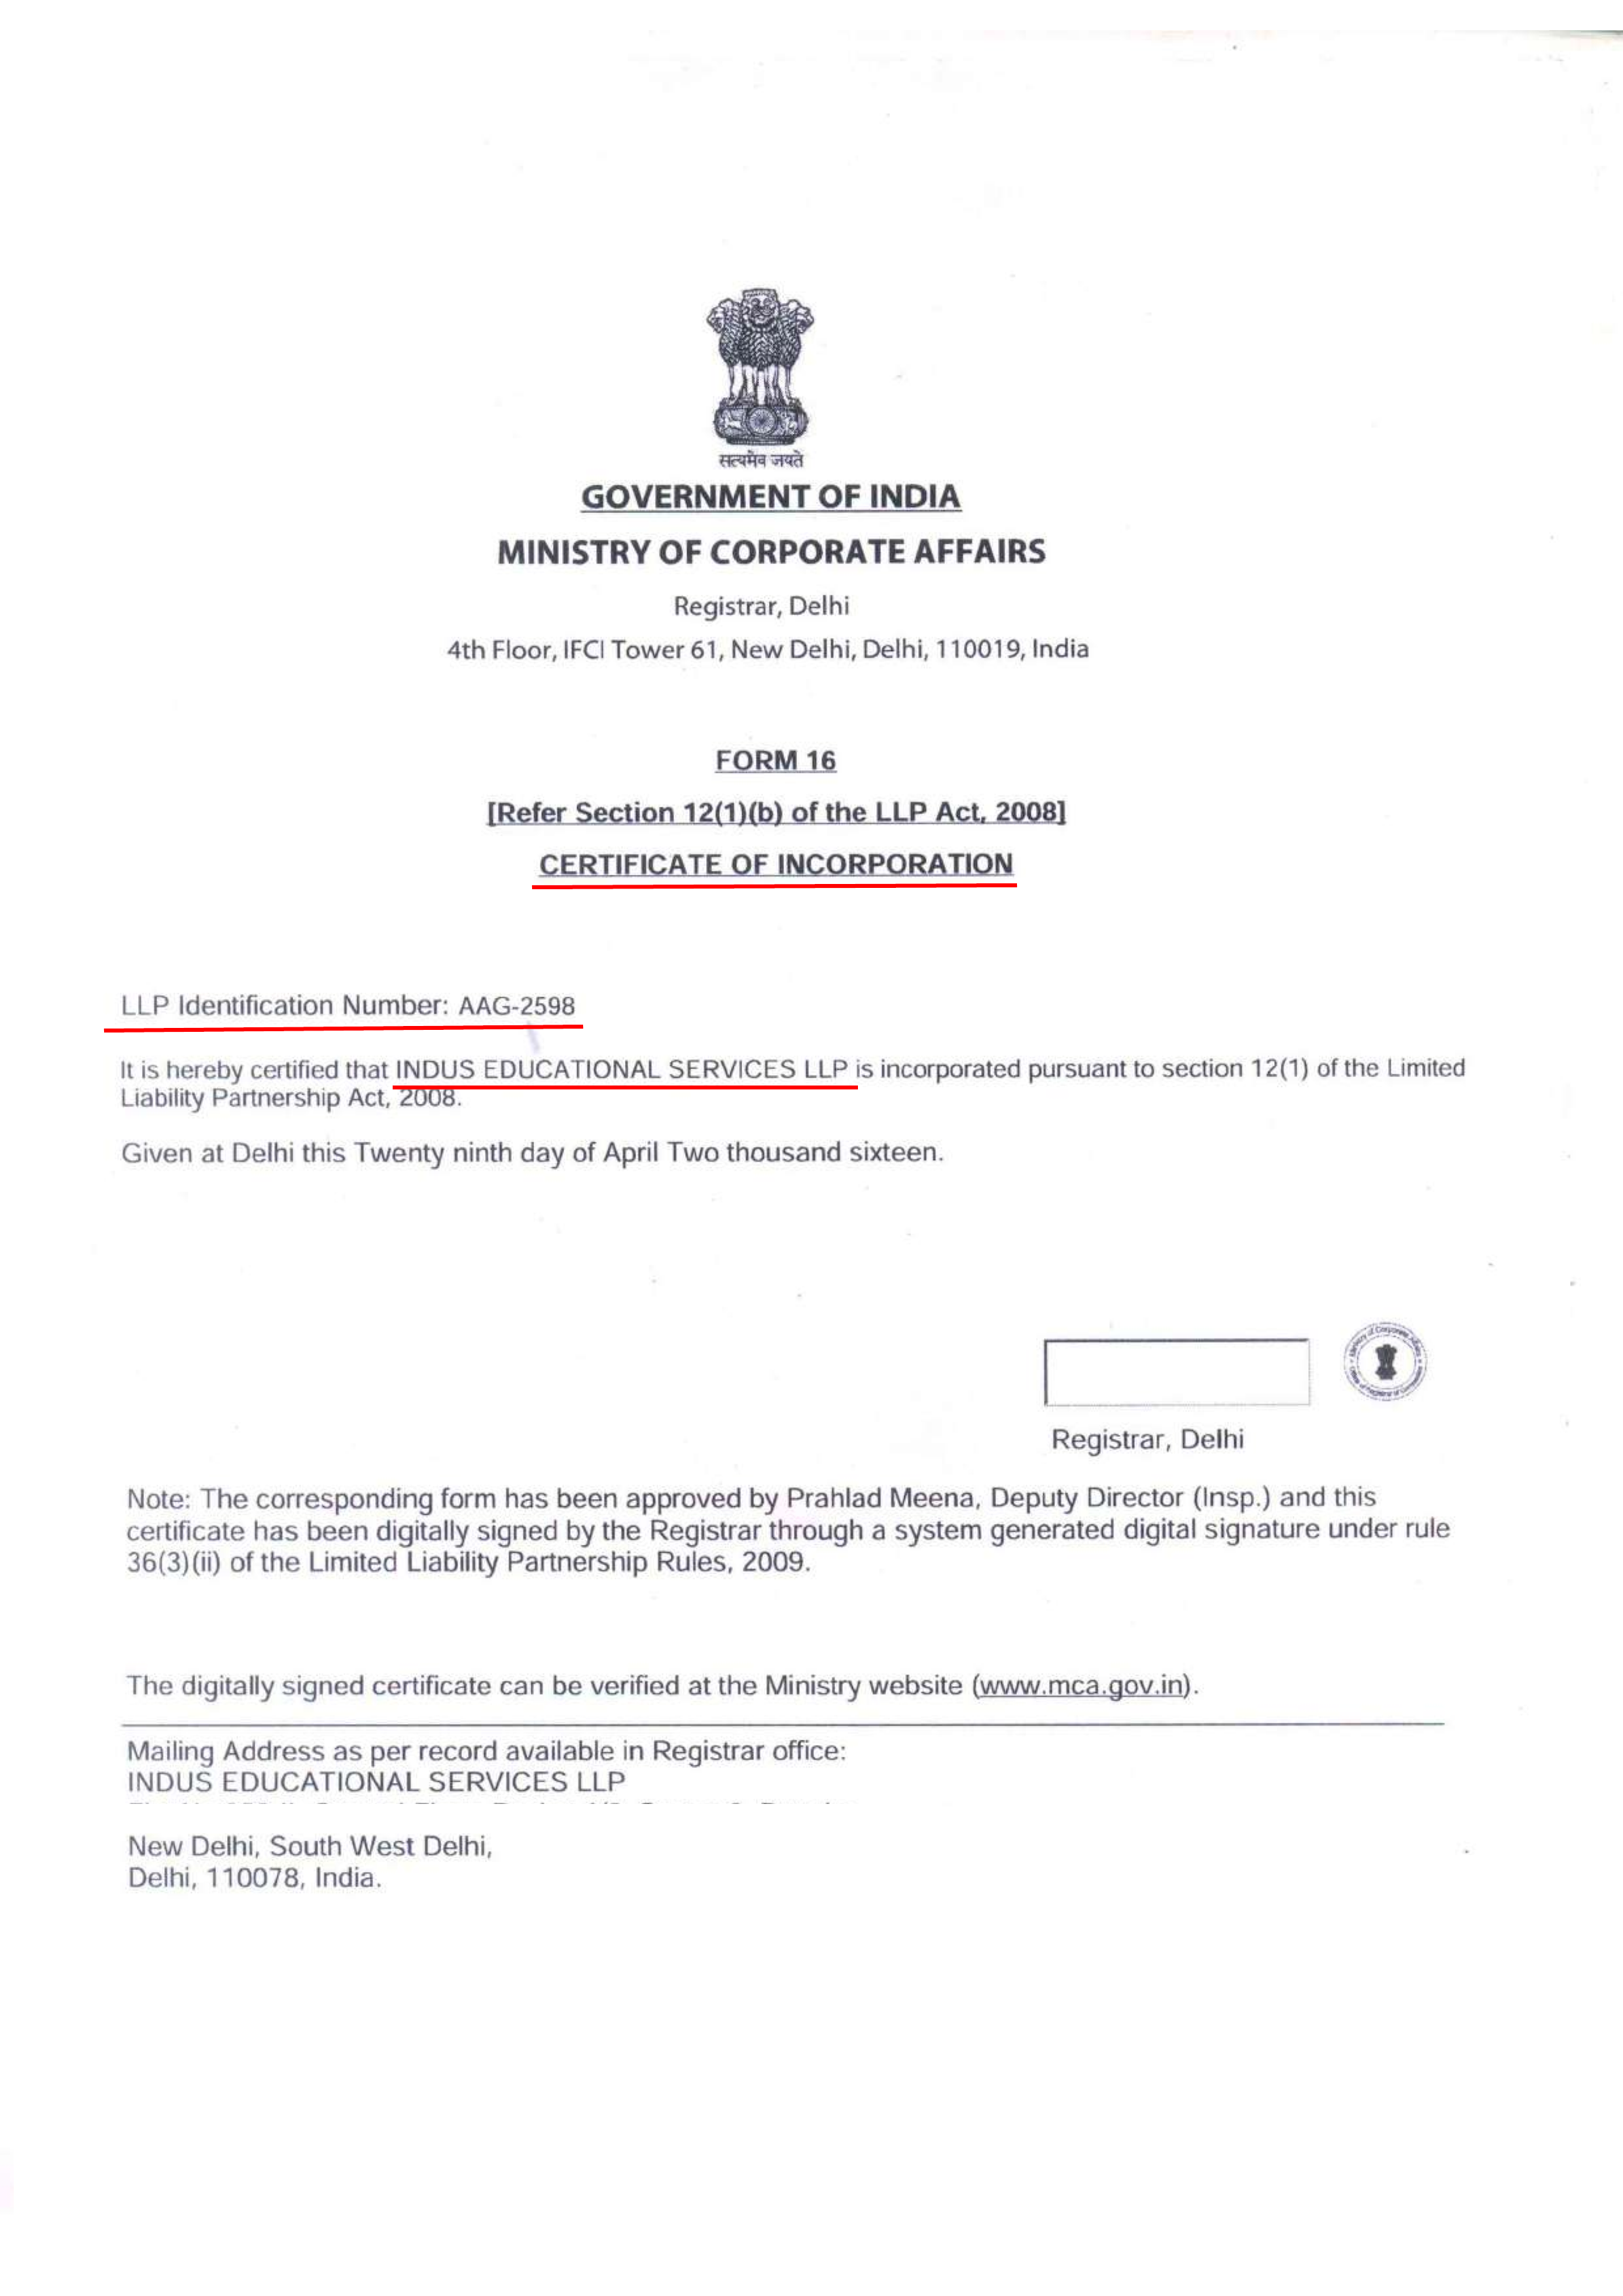 सत्यमेव जयते
GOVERNMENT OF INDIA
MINISTRY OF CORPORATE AFFAIRS
Registrar, Delhi
4th Floor, IFCI Tower 61, New Delhi, Delhi, 110019, India
FORM 16
[Refer Section 12(1)(b) of the LLP Act, 2008]
CERTIFICATE OF INCORPORATION
LLP Identification Number: AAG-2598
It is hereby certified that INDUS EDUCATIONAL SERVICES LLP is incorporated pursuant to section 12(1) of the Limited
Liability Partnership Act, 2008.
Given at Delhi this Twenty ninth day of April Two thousand sixteen.
Registrar, Delhi
Note: The corresponding form has been approved by Prahlad Meena, Deputy Director (Insp.) and this
certificate has been digitally signed by the Registrar through a system generated digital signature under rule
36(3)(ii) of the Limited Liability Partnership Rules, 2009.
The digitally signed certificate can be verified at the Ministry website (www.mca.gov.in).
Mailing Address as per record available in Registrar office:
INDUS EDUCATIONAL SERVICES LLP
New Delhi, South West Delhi,
Delhi, 110078, India.